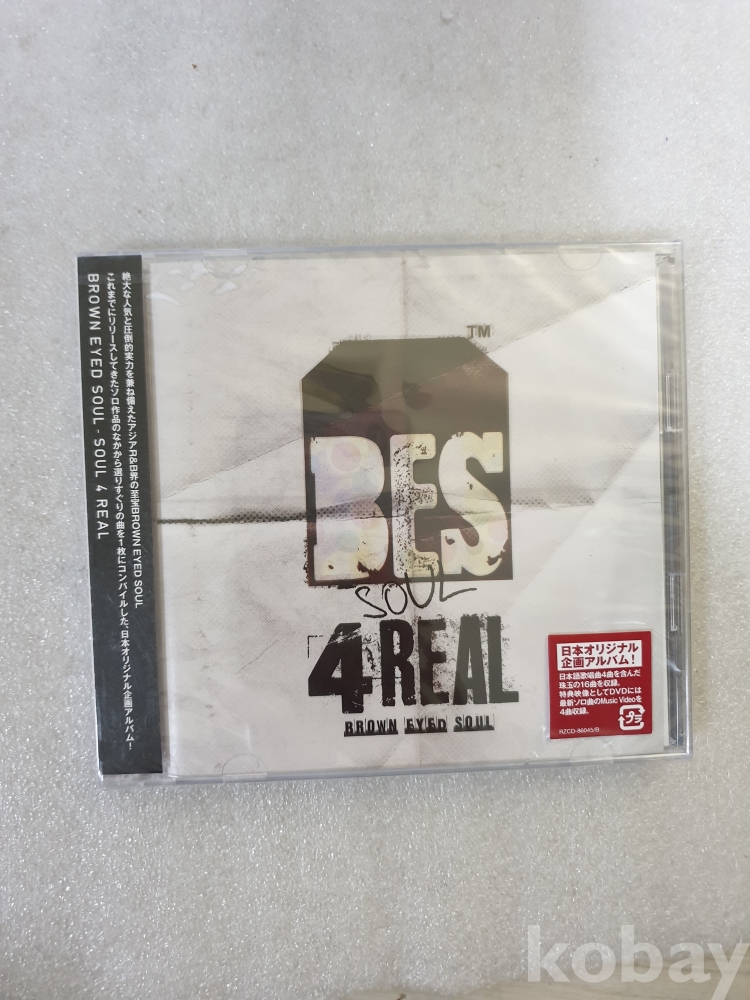 絶大な人気と圧倒的実力を兼ね備えたアジアR&B界の至宝BROWN EYED SOUL
これまでにリリースしてきたソロ作品のなかから選りすぐりの曲を1枚にコンパイルした、日本オリジナル企画アルバム!
BROWN EYED SOUL - SOUL 4 REAL
TM
BES
SOUL
4 REAL
BROWN EYED SOUL
日本オリジナル
企画アルバム!
日本語歌唱曲4曲を含んだ
珠玉の16曲を収録。
特典映像としてDVDには
最新ソロ曲のMusic Videoを
4曲収録。
プラ
RZCD-86045/B
kobay